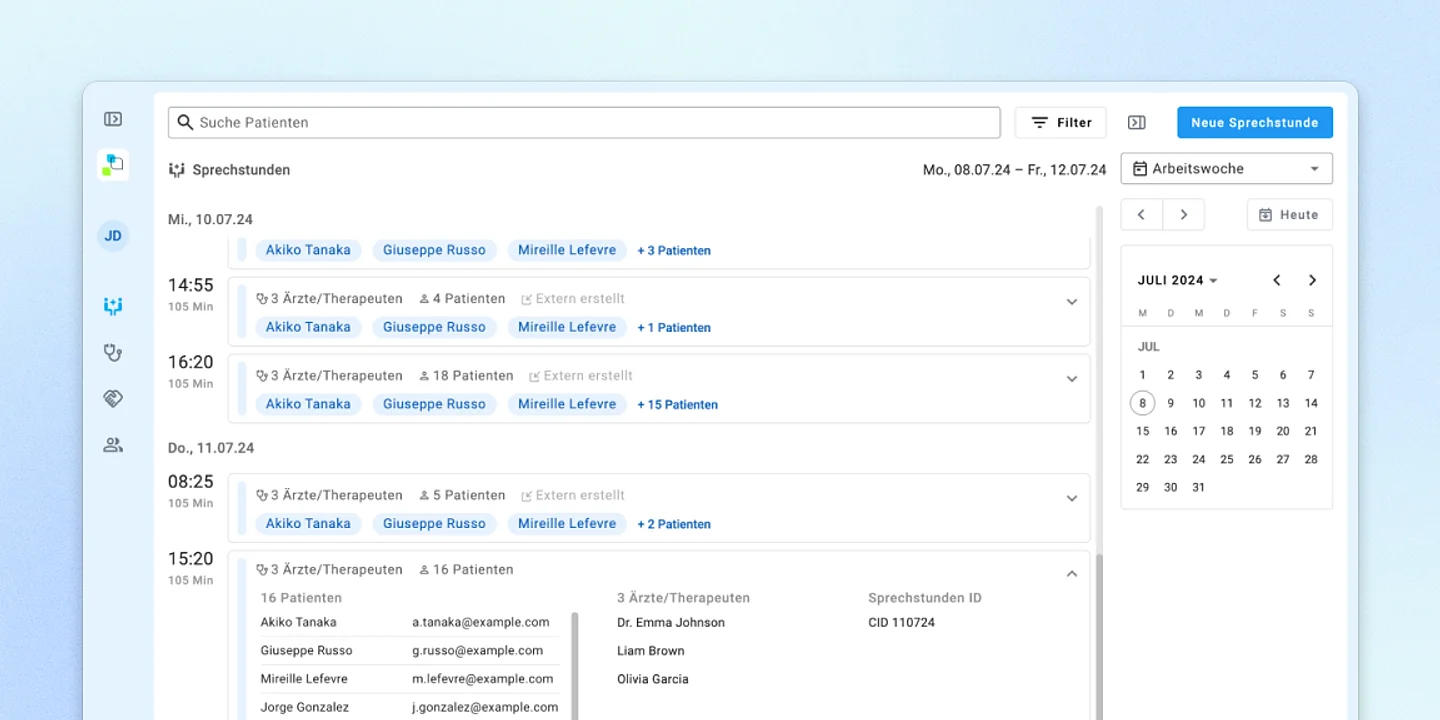 Suche Patienten
Filter
Neue Sprechstunde
Sprechstunden
Mo., 08.07.24 – Fr., 12.07.24
Arbeitswoche
JD
Heute
Mi., 10.07.24
Akiko Tanaka Giuseppe Russo Mireille Lefevre + 3 Patienten
14:55
105 Min
3 Ärzte/Therapeuten 4 Patienten Extern erstellt
Akiko Tanaka Giuseppe Russo Mireille Lefevre + 1 Patienten
16:20
105 Min
3 Ärzte/Therapeuten 18 Patienten Extern erstellt
Akiko Tanaka Giuseppe Russo Mireille Lefevre + 15 Patienten
Do., 11.07.24
08:25
105 Min
3 Ärzte/Therapeuten 5 Patienten Extern erstellt
Akiko Tanaka Giuseppe Russo Mireille Lefevre + 2 Patienten
15:20
105 Min
3 Ärzte/Therapeuten 16 Patienten
16 Patienten 3 Ärzte/Therapeuten Sprechstunden ID
Akiko Tanaka a.tanaka@example.com Dr. Emma Johnson CID 110724
Giuseppe Russo g.russo@example.com Liam Brown
Mireille Lefevre m.lefevre@example.com Olivia Garcia
Jorge Gonzalez j.gonzalez@example.com
JULI 2024
M D M D F S S
JUL
1 2 3 4 5 6 7
8 9 10 11 12 13 14
15 16 17 18 19 20 21
22 23 24 25 26 27 28
29 30 31